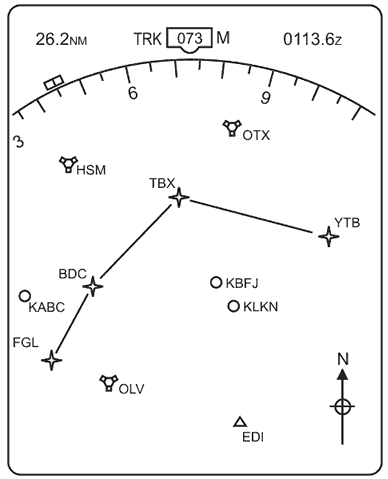 26.2NM TRK 073 M 0113.6Z
3 6 9
OTX
HSM
TBX
YTB
BDC
KBFJ
KABC
KLKN
FGL
N
OLV
EDI